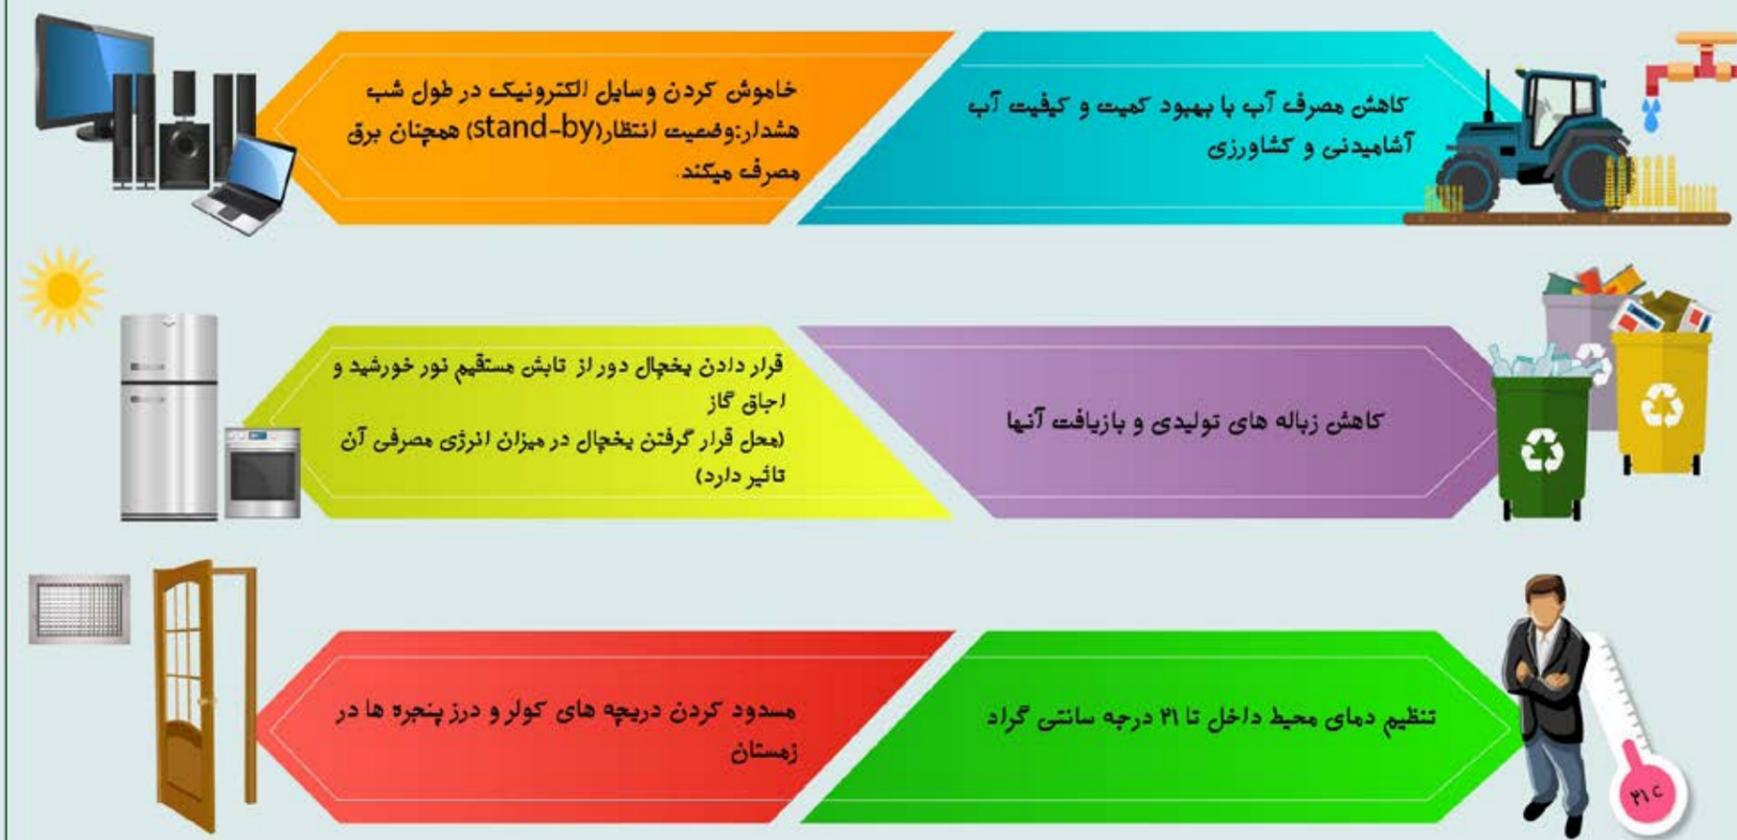 کاهش مصرف آب با بهبود کمیت و کیفیت آب
آشامیدنی و کشاورزی
خاموش کردن وسایل الکترونیک در طول شب
هشدار:وضعیت انتظار(stand-by) همچنان برق
مصرف میکند.
کاهش زباله های تولیدی و بازیافت آنها
قرار دادن یخچال دور از تابش مستقیم نور خورشید و
اجاق گاز
(محل قرار گرفتن یخچال در میزان انرژی مصرفی آن
تاثیر دارد)
تنظیم دمای محیط داخل تا ۲۱ درجه سانتی گراد
۲۱ c
مسدود کردن دریچه های کولر و درز پنجره ها در
زمستان